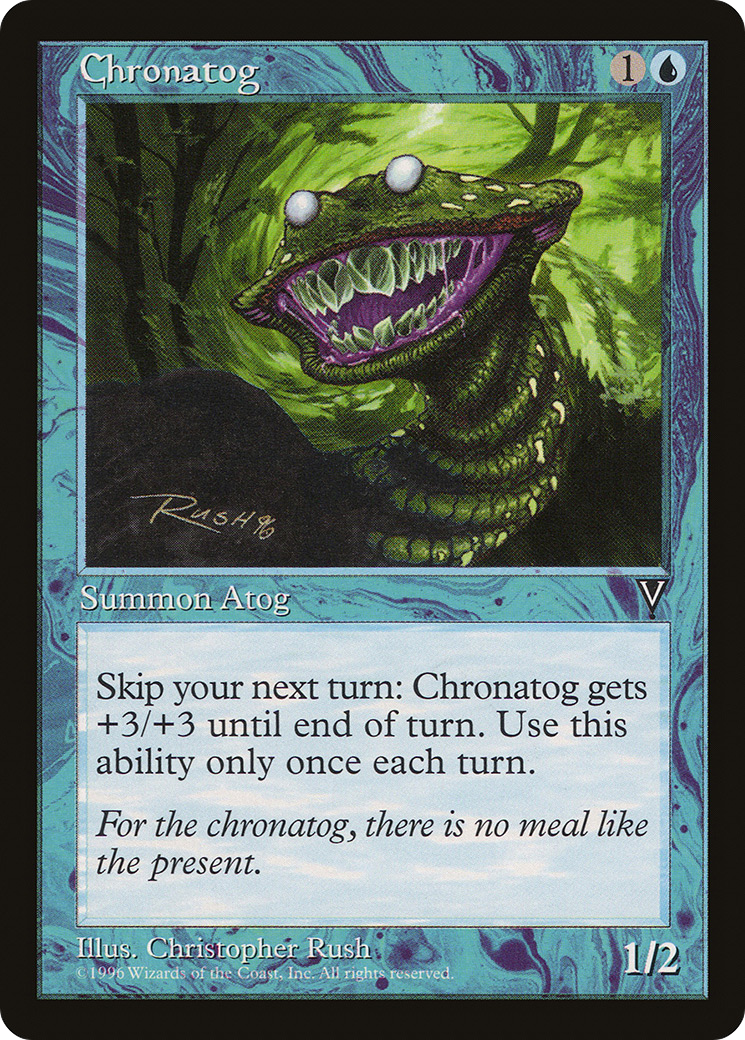 Chronatog 1
RUSH 96
Summon Atog
V
Skip your next turn: Chronatog gets
+3/+3 until end of turn. Use this
ability only once each turn.
For the chronatog, there is no meal like
the present.
Illus. Christopher Rush
©1996 Wizards of the Coast, Inc. All rights reserved.
1/2